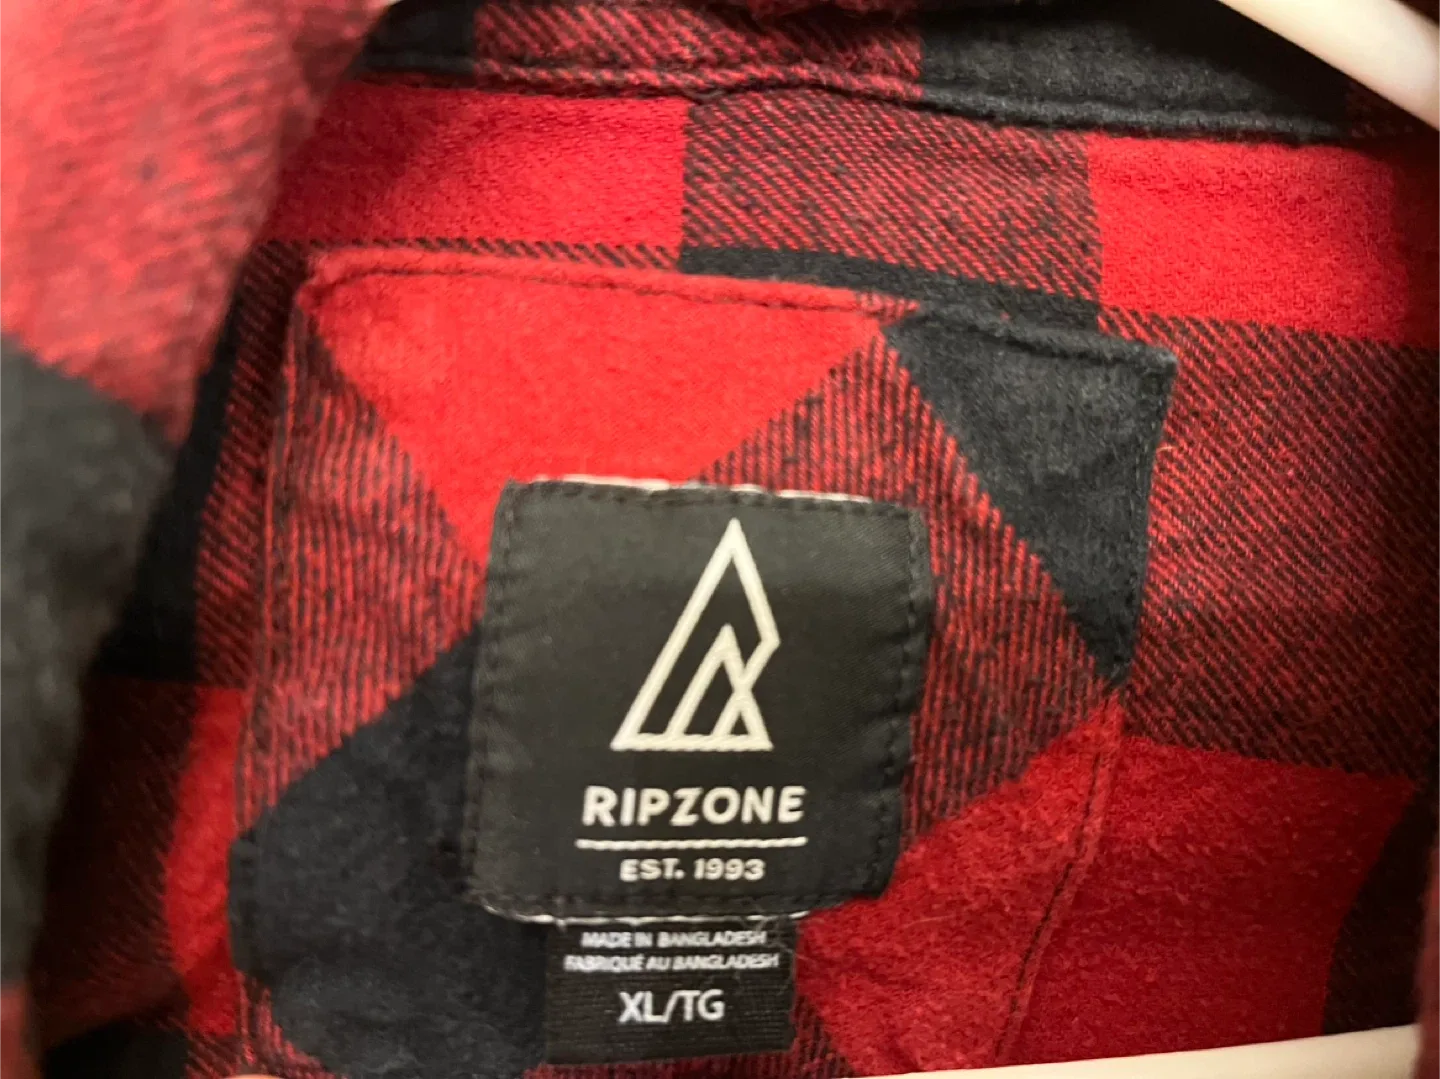 RIPZONE
EST. 1993
MADE IN BANGLADESH
FABRIQUÉ AU BANGLADESH
XL/TG